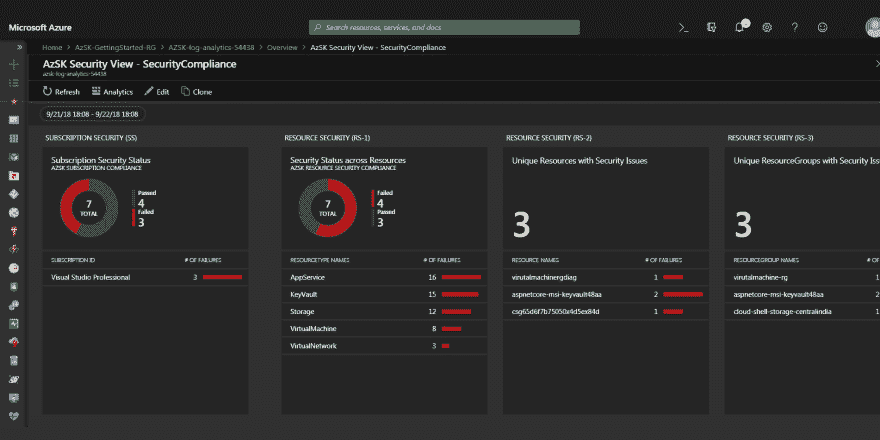 Microsoft Azure
Search resources, services, and docs
Home > AzSK-GettingStarted-RG > AZSK-log-analytics-54438 > Overview > AzSK Security View - SecurityCompliance
AzSK Security View - SecurityCompliance
azsk-log-analytics-54438
Refresh Analytics Edit Clone
9/21/18 18:08 - 9/22/18 18:08
SUBSCRIPTION SECURITY (SS)
Subscription Security Status
AZSK SUBSCRIPTION COMPLIANCE
7
TOTAL
Passed
4
Failed
3
SUBSCRIPTION ID # OF FAILURES
Visual Studio Professional 3
RESOURCE SECURITY (RS-1)
Security Status across Resources
AZSK RESOURCE SECURITY COMPLIANCE
7
TOTAL
Failed
4
Passed
3
RESOURCETYPE NAMES # OF FAILURES
AppService 16
KeyVault 15
Storage 12
VirtualMachine 8
VirtualNetwork 3
RESOURCE SECURITY (RS-2)
Unique Resources with Security Issues
3
RESOURCE NAMES # OF FAILURES
virutalmachinergdiag 1
aspnetcore-msi-keyvault48aa 2
csg65d6f7b75050x4d5ex84d 1
RESOURCE SECURITY (RS-3)
Unique ResourceGroups with Security Issu
3
RESOURCEGROUP NAMES # OF
virutalmachine-rg 1
aspnetcore-msi-keyvault48aa 2
cloud-shell-storage-centralindia 1